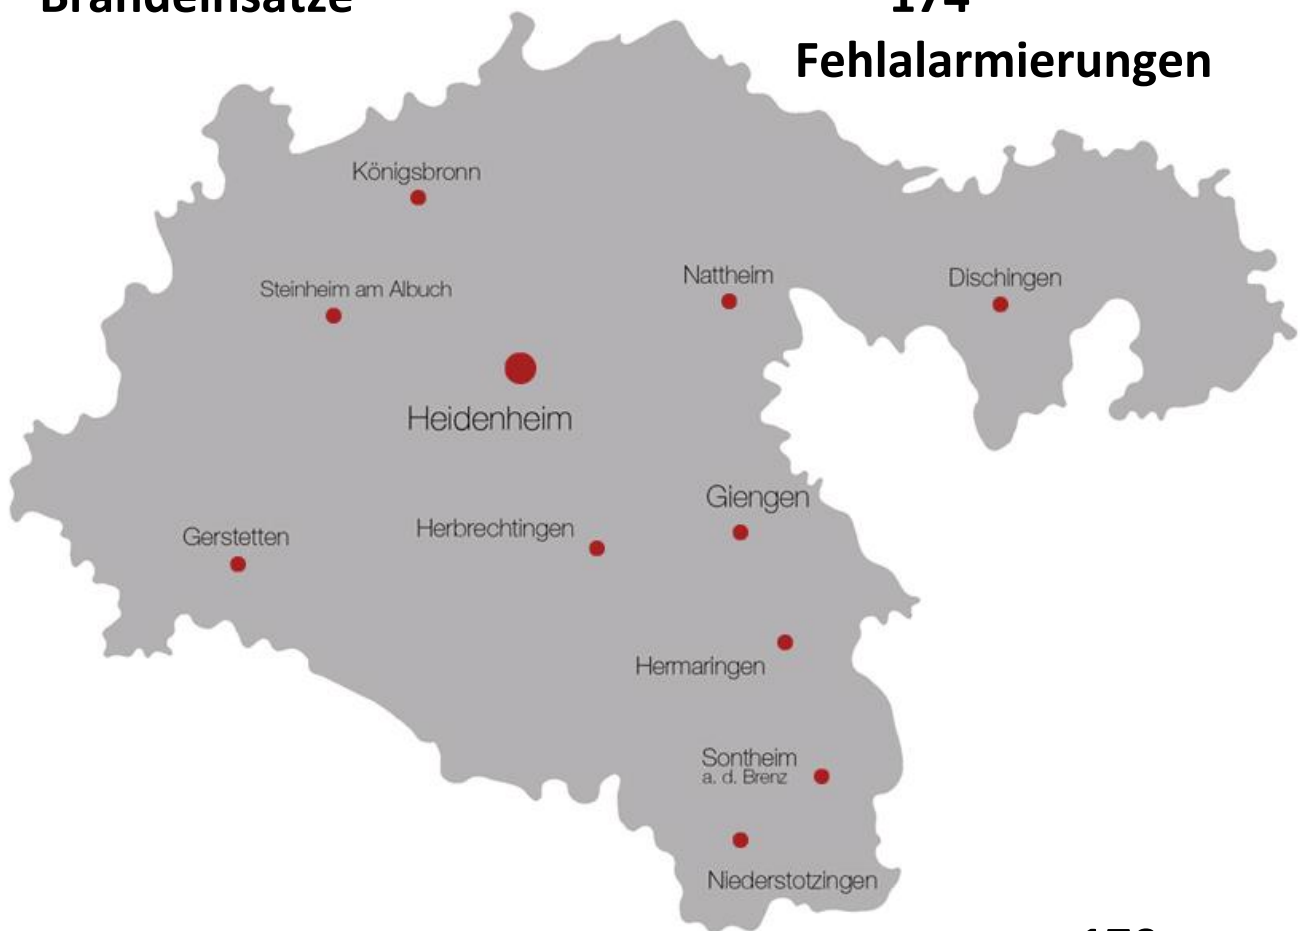 Brandeinsätze
174
Fehlalarmierungen
Königsbronn
Steinheim am Albuch
Nattheim
Dischingen
Heidenheim
Giengen
Herbrechtingen
Gerstetten
Hermaringen
Sontheim
a. d. Brenz
Niederstotzingen